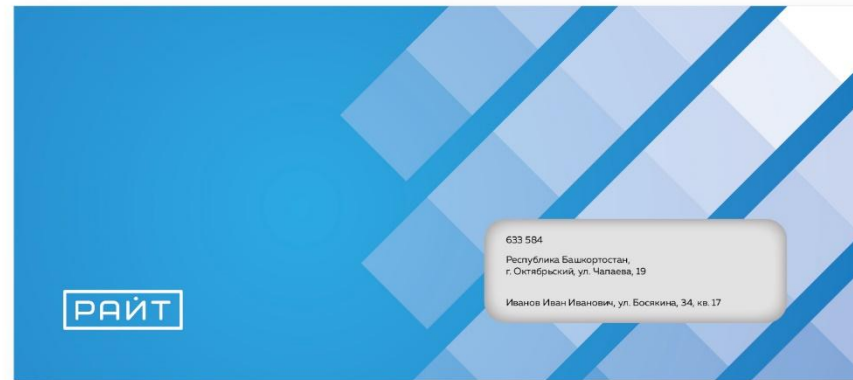 633 584
Республика Башкортостан,
г. Октябрьский, ул. Чапаева, 19
Иванов Иван Иванович, ул. Босякина, 34, кв. 17
РАЙТ